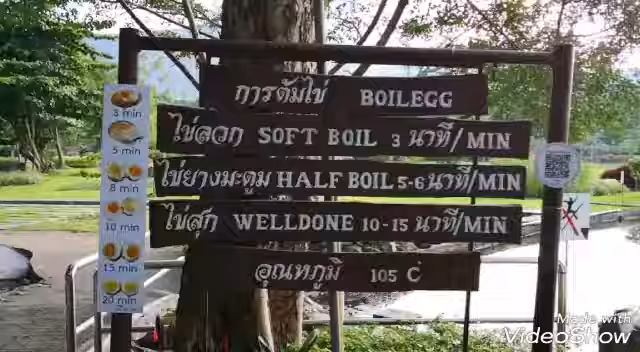 การต้มไข่ BOILEGG
ไข่ลวก SOFT BOIL 3 นาที/MIN
ไข่ยางมะตูม HALF BOIL 5-6 นาที/MIN
ไข่สุก WELLDONE 10-15 นาที/MIN
อุณหภูมิ 105 C
3 min
5 min
8 min
10 min
15 min
20 min
Made with
VideoShow